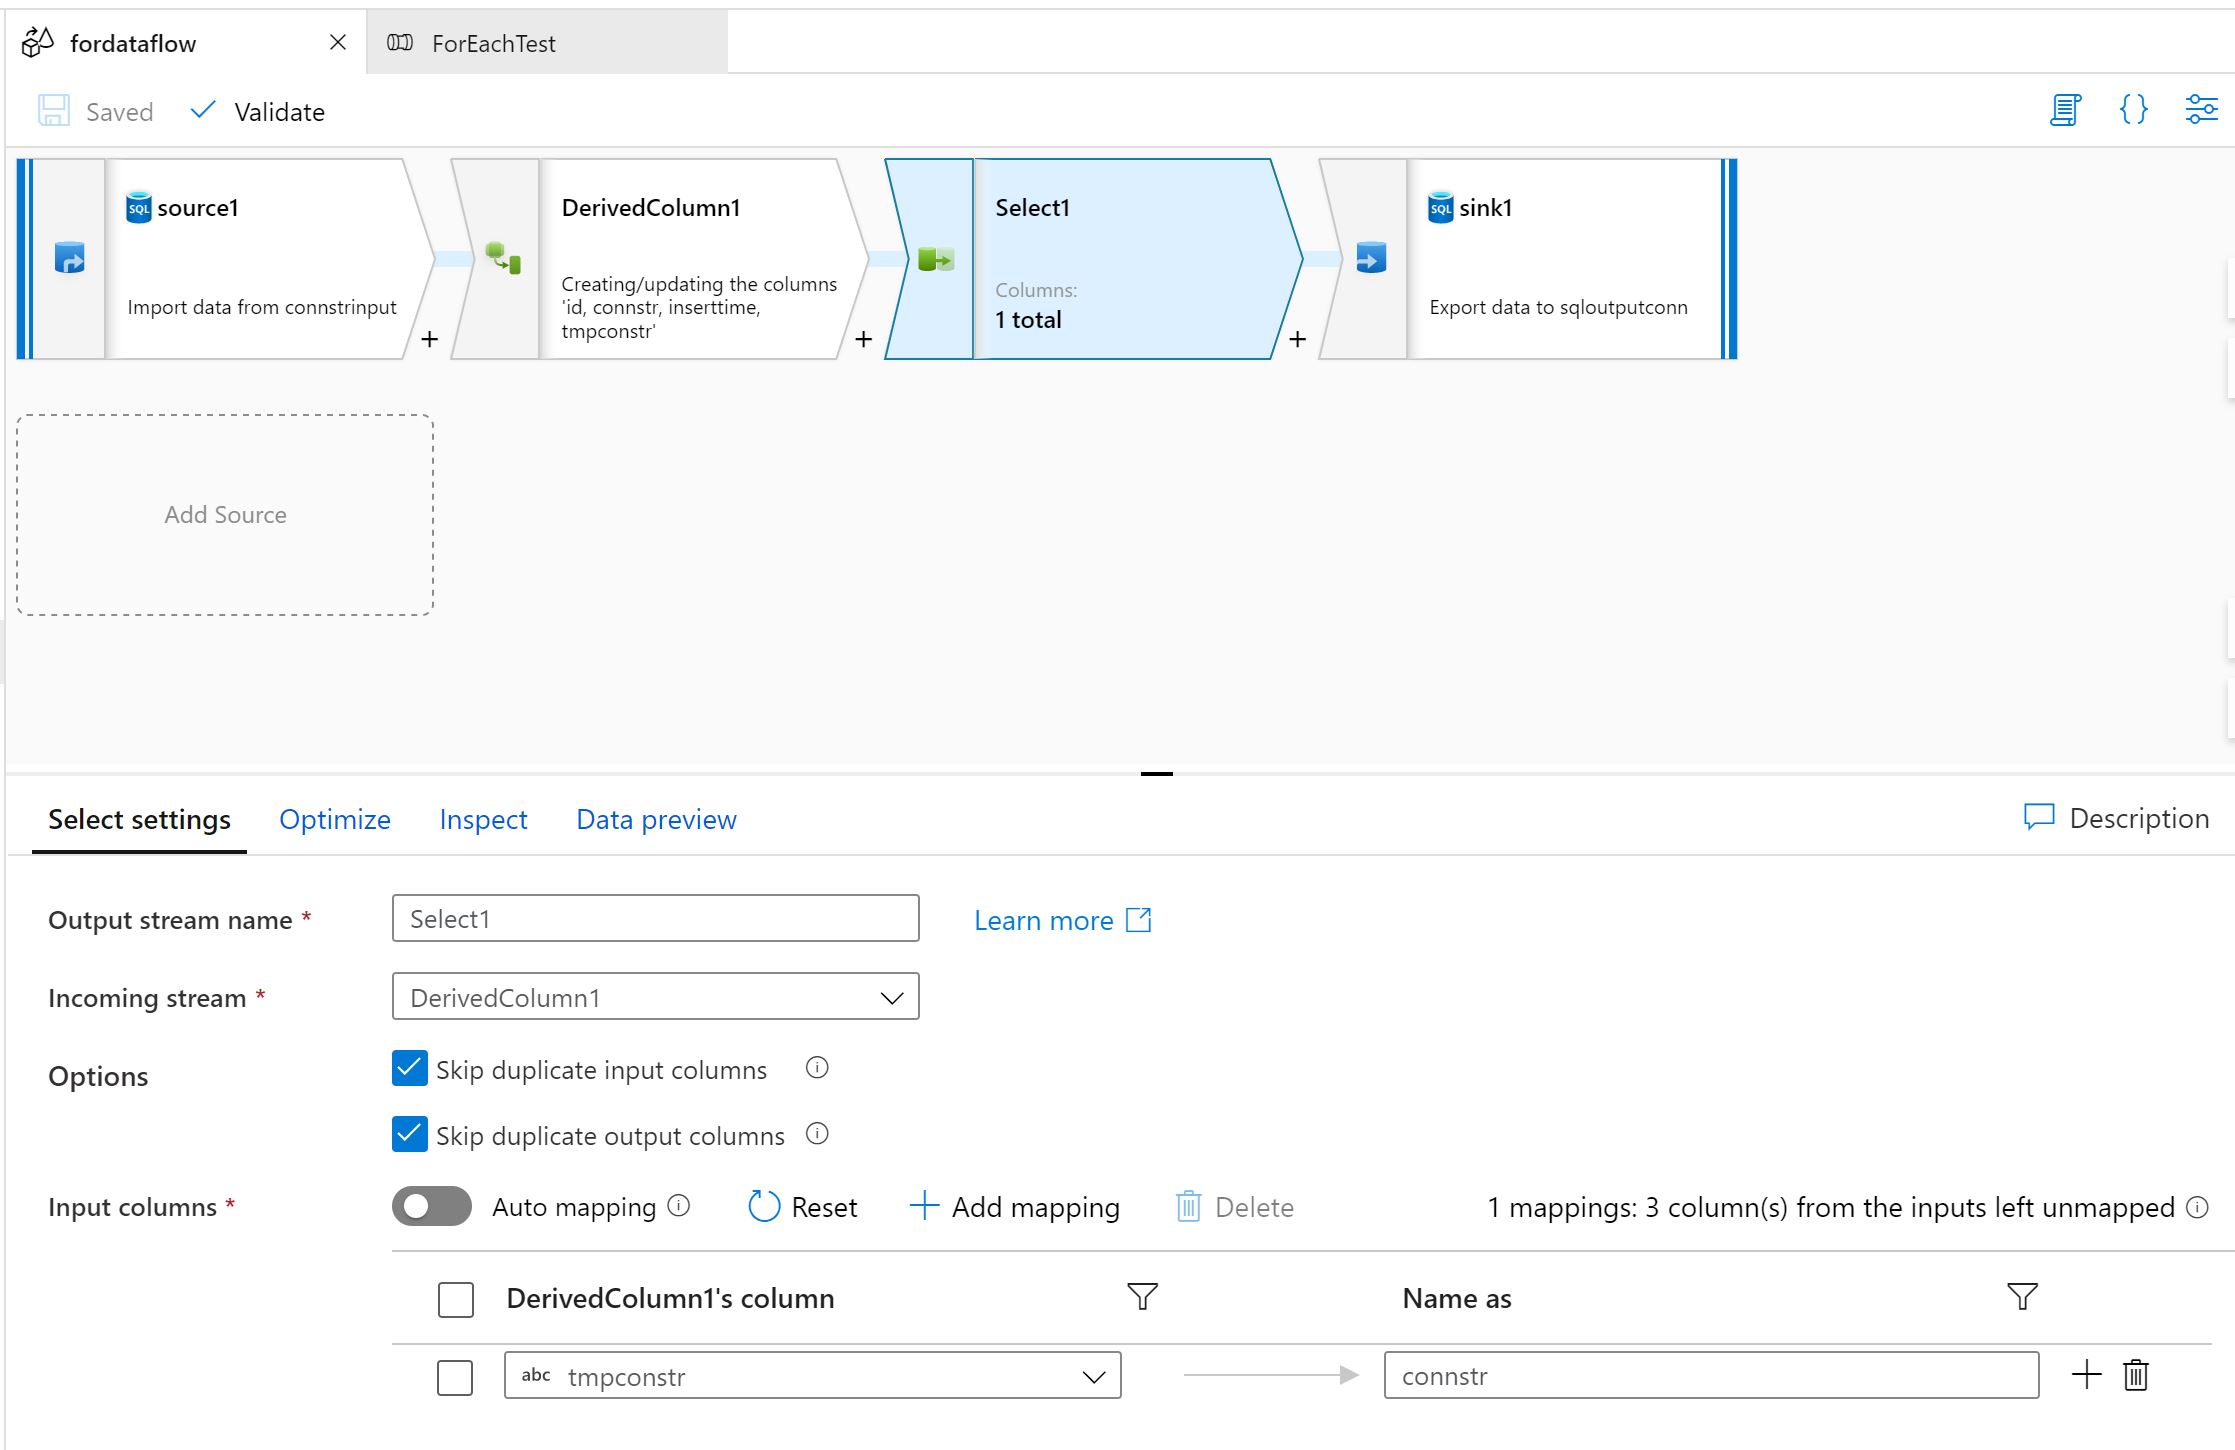 fordataflow
ForEachTest
Saved
Validate
SQL source1
Import data from connstrinput
+
DerivedColumn1
Creating/updating the columns
'id, connstr, inserttime,
tmpconstr'
+
Select1
Columns:
1 total
+
SQL sink1
Export data to sqloutputconn
Add Source
Select settings
Optimize
Inspect
Data preview
Description
Output stream name *
Select1
Learn more
Incoming stream *
DerivedColumn1
Options
Skip duplicate input columns
Skip duplicate output columns
Input columns *
Auto mapping
Reset
Add mapping
Delete
1 mappings: 3 column(s) from the inputs left unmapped
DerivedColumn1's column
Name as
abc tmpconstr
connstr